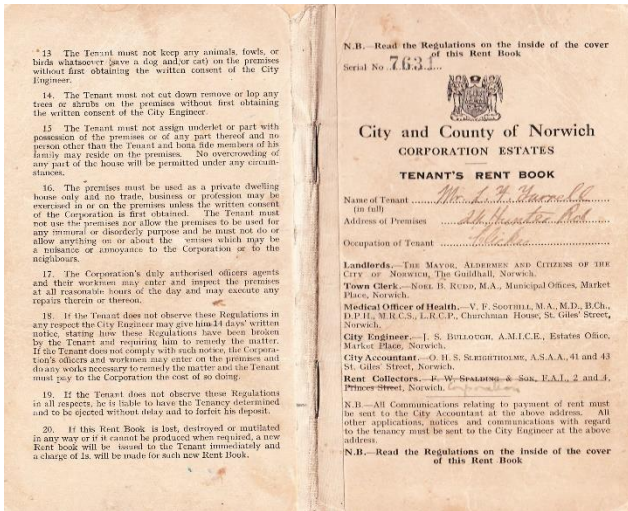 13 The Tenant must not keep any animals, fowls, or
birds whatsoever (save a dog and/or cat) on the premises
without first obtaining the written consent of the City
Engineer.
14. The Tenant must not cut down remove or lop any
trees or shrubs on the premises without first obtaining
the written consent of the City Engineer
15 The Tenant must not assign underlet or part with
possession of the premises or of any part thereof and no
person other than the Tenant and bona fide members of his
family may reside on the premises. No overcrowding of
any part of the house will be permitted under any circum-
stances.
16. The premises must be used as a private dwelling
house only and no trade, business or profession may be
exercised in or on the premises unless the written consent
of the Corporation is first obtained. The Tenant must
not use the premises nor allow the premises to be used for
any immoral or disorderly purpose and must not do or
allow anything on or about the emises which may be
a nuisance or annoyance to the Corporation or to the
neighbours.
17. The Corporation's duly authorised officers agents
and their workmen may enter and inspect the premises
at all reasonable hours of the day and may execute any
repairs therein or thereon.
18. If the Tenant does not observe these Regulations in
any respect the City Engineer may give him 14 days' written
notice, stating how these Regulations have been broken
by the Tenant and requiring him to remedy the matter.
If the Tenant does not comply with such notice, the Corpora-
tion's officers and workmen may enter on the premises and
do any works necessary to remedy the matter and the Tenant
must pay to the Corporation the cost of so doing.
19. If the Tenant does not observe these Regulations
in all respects, he is liable to have the Tenancy determined
and to be ejected without delay and to forfeit his deposit.
20. If this Rent Book is lost, destroyed or mutilated
in any way or if it cannot be produced when required, a new
Rent book will be issued to the Tenant immediately and
a charge of 1s. will be made for such new Rent Book.
N.B.—Read the Regulations on the inside of the cover
of this Rent Book
Serial No. 7631
City and County of Norwich
CORPORATION ESTATES
TENANT'S RENT BOOK
Name of Tenant Mr.
(in full)
Address of Premises
Occupation of Tenant
Landlords.—THE MAYOR, ALDERMEN AND CITIZENS OF THE
CITY OF NORWICH, The Guildhall, Norwich.
Town Clerk.—NOEL B. RUDD, M.A., Municipal Offices, Market
Place, Norwich.
Medical Officer of Health.—V. F. SOOTHILL, M.A., M.D., B.Ch.,
D.P.H., M.R.C.S., L.R.C.P., Churchman House, St. Giles' Street,
Norwich.
City Engineer.—J. S. BULLOUGH, A.M.I.C.E., Estates Office,
Market Place, Norwich.
City Accountant.—O. H. S. SLEIGHTHOLME, A.S.A.A., 41 and 43
St. Giles' Street, Norwich.
Rent Collectors.—F. W. SPALDING & SON, F.A.I., 2 and 4,
Princes Street, Norwich. Corporation
N.B.—All Communications relating to payment of rent must
be sent to the City Accountant at the above address. All
other applications, notices and communications with regard
to the tenancy must be sent to the City Engineer at the above
address.
N.B.—Read the Regulations on the inside of the cover
of this Rent Book